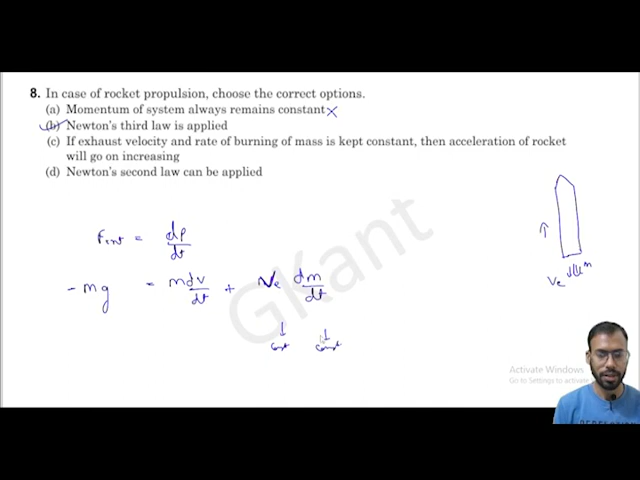 8. In case of rocket propulsion, choose the correct options.
(a) Momentum of system always remains constant ×
(b) Newton's third law is applied
(c) If exhaust velocity and rate of burning of mass is kept constant, then acceleration of rocket
will go on increasing
(d) Newton's second law can be applied
Fext = dp/dt
- mg = m dv/dt + Ve dm/dt
↓ ↓
const const
↑
Ve ↓↓↓ m
GKant
Activate Windows
Go to Settings to activate